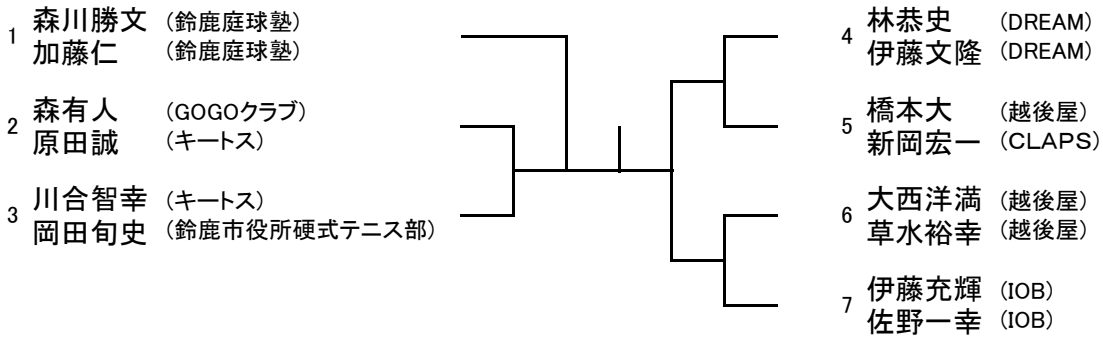 1 森川勝文 (鈴鹿庭球塾)
加藤仁 (鈴鹿庭球塾)
2 森有人 (GOGOクラブ)
原田誠 (キートス)
3 川合智幸 (キートス)
岡田旬史 (鈴鹿市役所硬式テニス部)
4 林恭史 (DREAM)
伊藤文隆 (DREAM)
5 橋本大 (越後屋)
新岡宏一 (CLAPS)
6 大西洋満 (越後屋)
草水裕幸 (越後屋)
7 伊藤充輝 (IOB)
佐野一幸 (IOB)